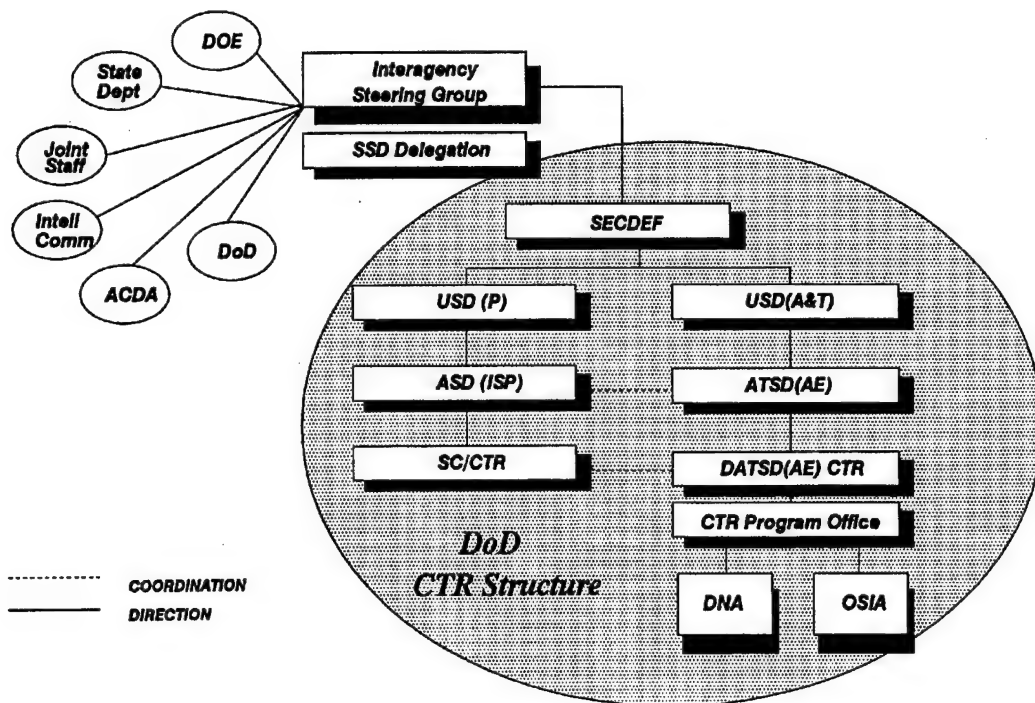 DOE
State
Dept
Joint
Staff
Intell
Comm
ACDA
DoD
Interagency
Steering Group
SSD Delegation
SECDEF
USD (P)
USD(A&T)
ASD (ISP)
ATSD(AE)
SC/CTR
DATSD(AE) CTR
CTR Program Office
DoD
CTR Structure
DNA
OSIA
COORDINATION
DIRECTION